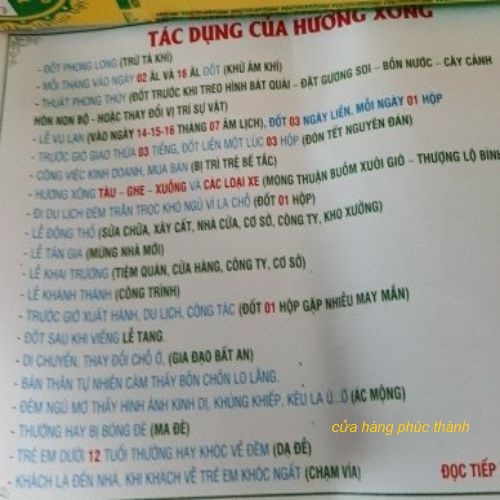 TÁC DỤNG CỦA HƯƠNG XÔNG
- ĐỐT PHONG LONG (TRỪ TÀ KHÍ)
- MỖI THÁNG VÀO NGÀY 02 ÂL VÀ 16 ÂL ĐỐT (KHỬ ÂM KHÍ)
- THUẬT PHONG THỦY (ĐỐT TRƯỚC KHI TREO HÌNH BÁT QUÁI - ĐẶT GƯƠNG SOI - BỒN NƯỚC - CÂY CẢNH
HÒN NON BỘ - HOẶC THAY ĐỔI VỊ TRÍ SỰ VẬT)
- LỄ VU LAN (VÀO NGÀY 14-15-16 THÁNG 07 ÂM LỊCH), ĐỐT 03 NGÀY LIỀN, MỖI NGÀY 01 HỘP
- TRƯỚC GIỜ GIAO THỪA 03 TIẾNG, ĐỐT LIỀN MỘT LÚC 03 HỘP (ĐÓN TẾT NGUYÊN ĐÁN)
- CÔNG VIỆC KINH DOANH, MUA BÁN (BỊ TRÌ TRỆ BẾ TẮC)
- HƯƠNG XÔNG TÀU - GHE - XUỒNG VÀ CÁC LOẠI XE (MONG THUẬN BUỒM XUÔI GIÓ - THƯỢNG LỘ BÌNH
- ĐI DU LỊCH ĐÊM TRẰN TRỌC KHÓ NGỦ VÌ LẠ CHỖ (ĐỐT 01 HỘP)
- LỄ ĐỘNG THỔ (SỬA CHỮA, XÂY CẤT, NHÀ CỬA, CƠ SỞ, CÔNG TY, KHO XƯỞNG)
- LỄ TÂN GIA (MỪNG NHÀ MỚI)
- LỄ KHAI TRƯƠNG (TIỆM QUÁN, CỬA HÀNG, CÔNG TY, CƠ SỞ)
- LỄ KHÁNH THÀNH (CÔNG TRÌNH)
- TRƯỚC GIỜ XUẤT HÀNH, DU LỊCH, CÔNG TÁC (ĐỐT 01 HỘP GẶP NHIỀU MAY MẮN)
- ĐỐT SAU KHI VIẾNG LỄ TANG.
- DI CHUYỂN, THAY ĐỔI CHỖ Ở, (GIA ĐẠO BẤT AN)
- BẢN THÂN TỰ NHIÊN CẢM THẤY BỒN CHỒN LO LẮNG.
- ĐÊM NGỦ MƠ THẤY HÌNH ẢNH KINH DỊ, KHỦNG KHIẾP, KÊU LA Ú...Ớ (ÁC MỘNG)
- THƯỜNG HAY BỊ BÓNG ĐÈ (MA ĐÈ)
- TRẺ EM DƯỚI 12 TUỔI THƯỜNG HAY KHÓC VỀ ĐÊM (DẠ ĐỀ)
- KHÁCH LẠ ĐẾN NHÀ, KHI KHÁCH VỀ TRẺ EM KHÓC NGẤT (CHẠM VÍA)
cửa hàng phúc thành
ĐỌC TIẾP